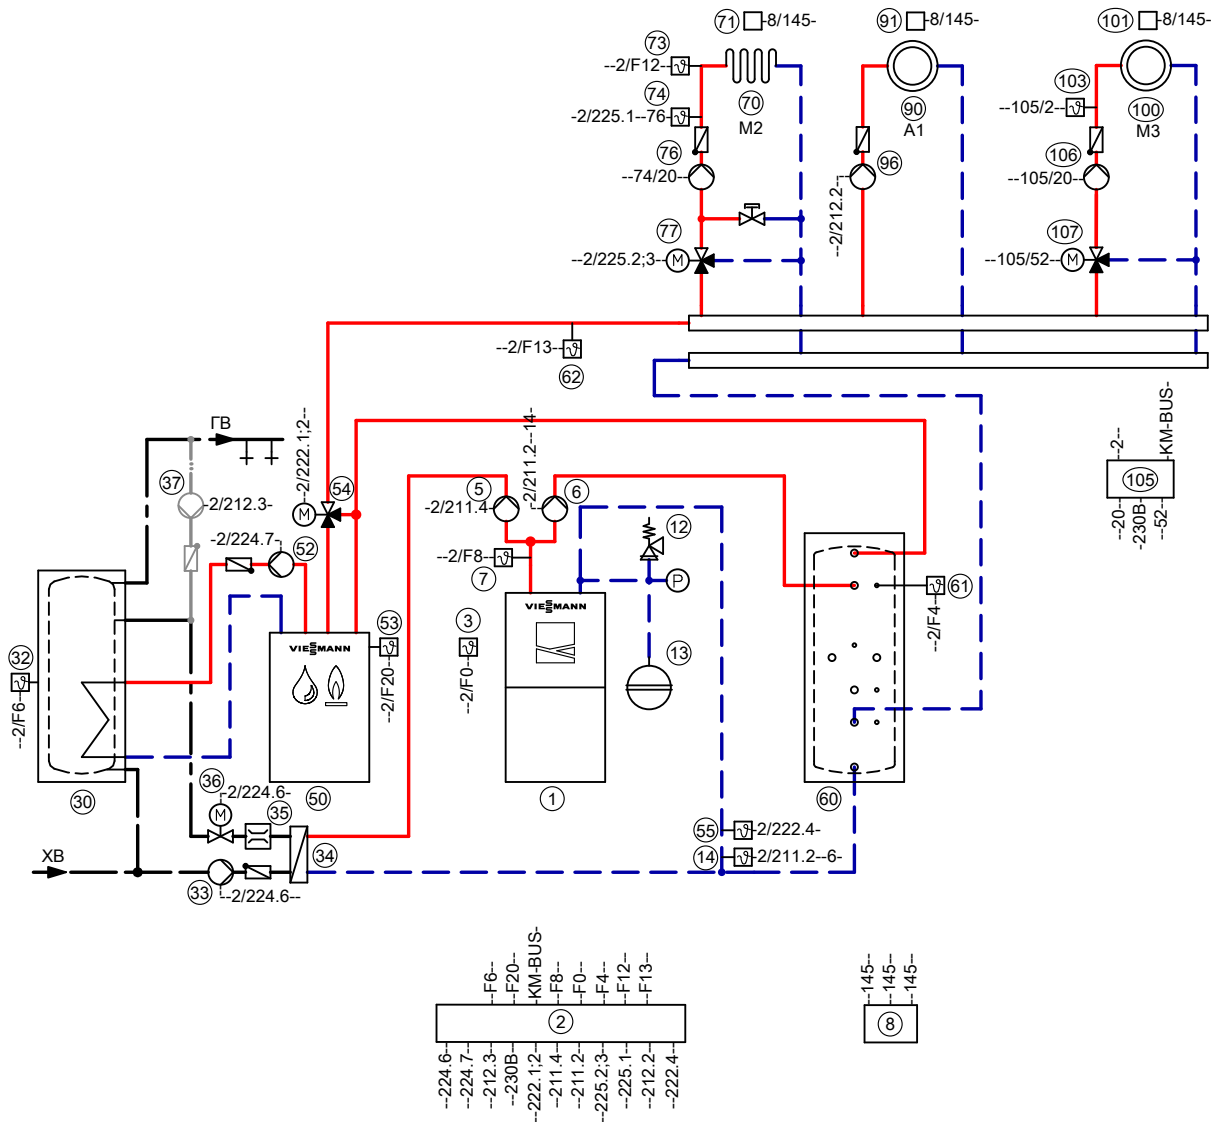 71 -8/145-
91 -8/145-
101 -8/145-
73
--2/F12--
74
-2/225.1--76-
70
M2
90
A1
103
--105/2--
100
M3
76
--74/20--
96
--2/212.2--
106
--105/20--
77
--2/225.2;3--
M
107
--105/52--
M
--2/F13--
62
ГВ
--2/222.1;2--
37
-2/212.3-
M
54
5
-2/211.4-
-2/211.2--14-
6
12
--2--
-KM-BUS-
105
--20--
-230В-
--52--
-2/224.7-
52
--2/F8--
7
P
VIESSMANN
61
--2/F4--
32
--2/F6--
VIESSMANN
53
--2/F20--
3
--2/F0--
13
30
36
-2/224.6-
M
35
50
1
60
55
-2/222.4-
14
-2/211.2--6-
34
ХВ
33
--2/224.6--
--F6--
--F20--
-KM-BUS-
--F8--
--F0--
--F4--
--F12--
--F13--
2
--224.6--
--224.7--
--212.3--
--230В--
--222.1;2--
--211.4--
--211.2--
--225.2;3--
--225.1--
--212.2--
--222.4--
--145--
--145--
--145--
8